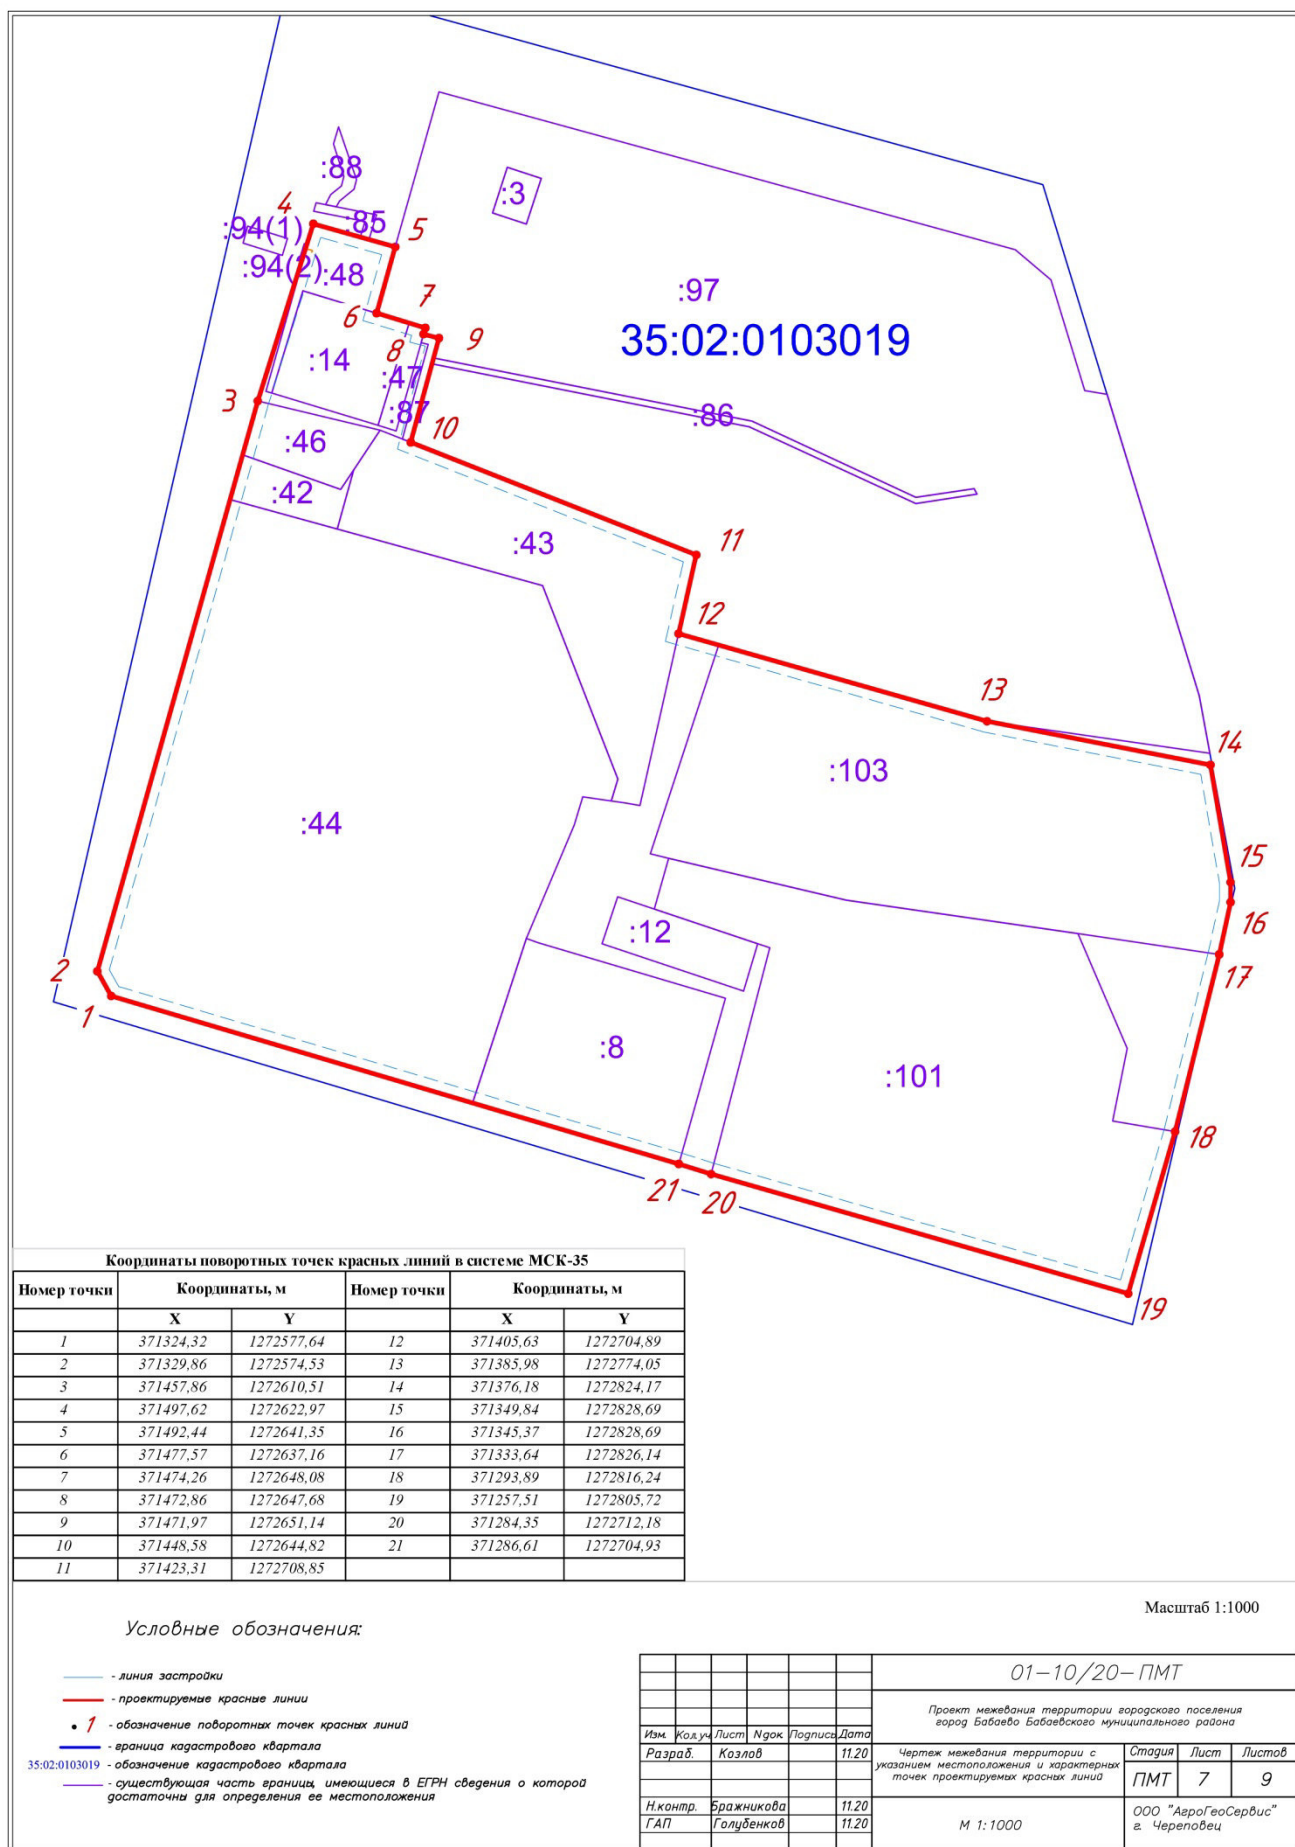 :88
:3
4
:94(1)
:85
5
:94(2)
:48
:97
6
7
8
9
35:02:0103019
:14
:47
3
:87
:86
10
:46
:42
:43
11
12
13
14
:103
:44
15
16
:12
2
17
1
:8
:101
18
21
20
19
Координаты поворотных точек красных линий в системе МСК-35
Номер точки Координаты, м Номер точки Координаты, м
X Y X Y
1 371324,32 1272577,64 12 371405,63 1272704,89
2 371329,86 1272574,53 13 371385,98 1272774,05
3 371457,86 1272610,51 14 371376,18 1272824,17
4 371497,62 1272622,97 15 371349,84 1272828,69
5 371492,44 1272641,35 16 371345,37 1272828,69
6 371477,57 1272637,16 17 371333,64 1272826,14
7 371474,26 1272648,08 18 371293,89 1272816,24
8 371472,86 1272647,68 19 371257,51 1272805,72
9 371471,97 1272651,14 20 371284,35 1272712,18
10 371448,58 1272644,82 21 371286,61 1272704,93
11 371423,31 1272708,85
Масштаб 1:1000
Условные обозначения:
- линия застройки
- проектируемые красные линии
1 - обозначение поворотных точек красных линий
- граница кадастрового квартала
35:02:0103019 - обозначение кадастрового квартала
- существующая часть границы, имеющиеся в ЕГРН сведения о которой
достаточны для определения ее местоположения
01-10/20-ПМТ
Проект межевания территории городского поселения
город Бабаево Бабаевского муниципального района
Изм. Кол.уч Лист Nдок Подпись Дата
Разраб. Козлов 11.20
Чертеж межевания территории с
указанием местоположения и характерных
точек проектируемых красных линий
Стадия Лист Листов
ПМТ 7 9
Н.контр. Бражникова 11.20
ГАП Голубенков 11.20
М 1:1000
ООО "АгроГеоСервис"
г. Череповец